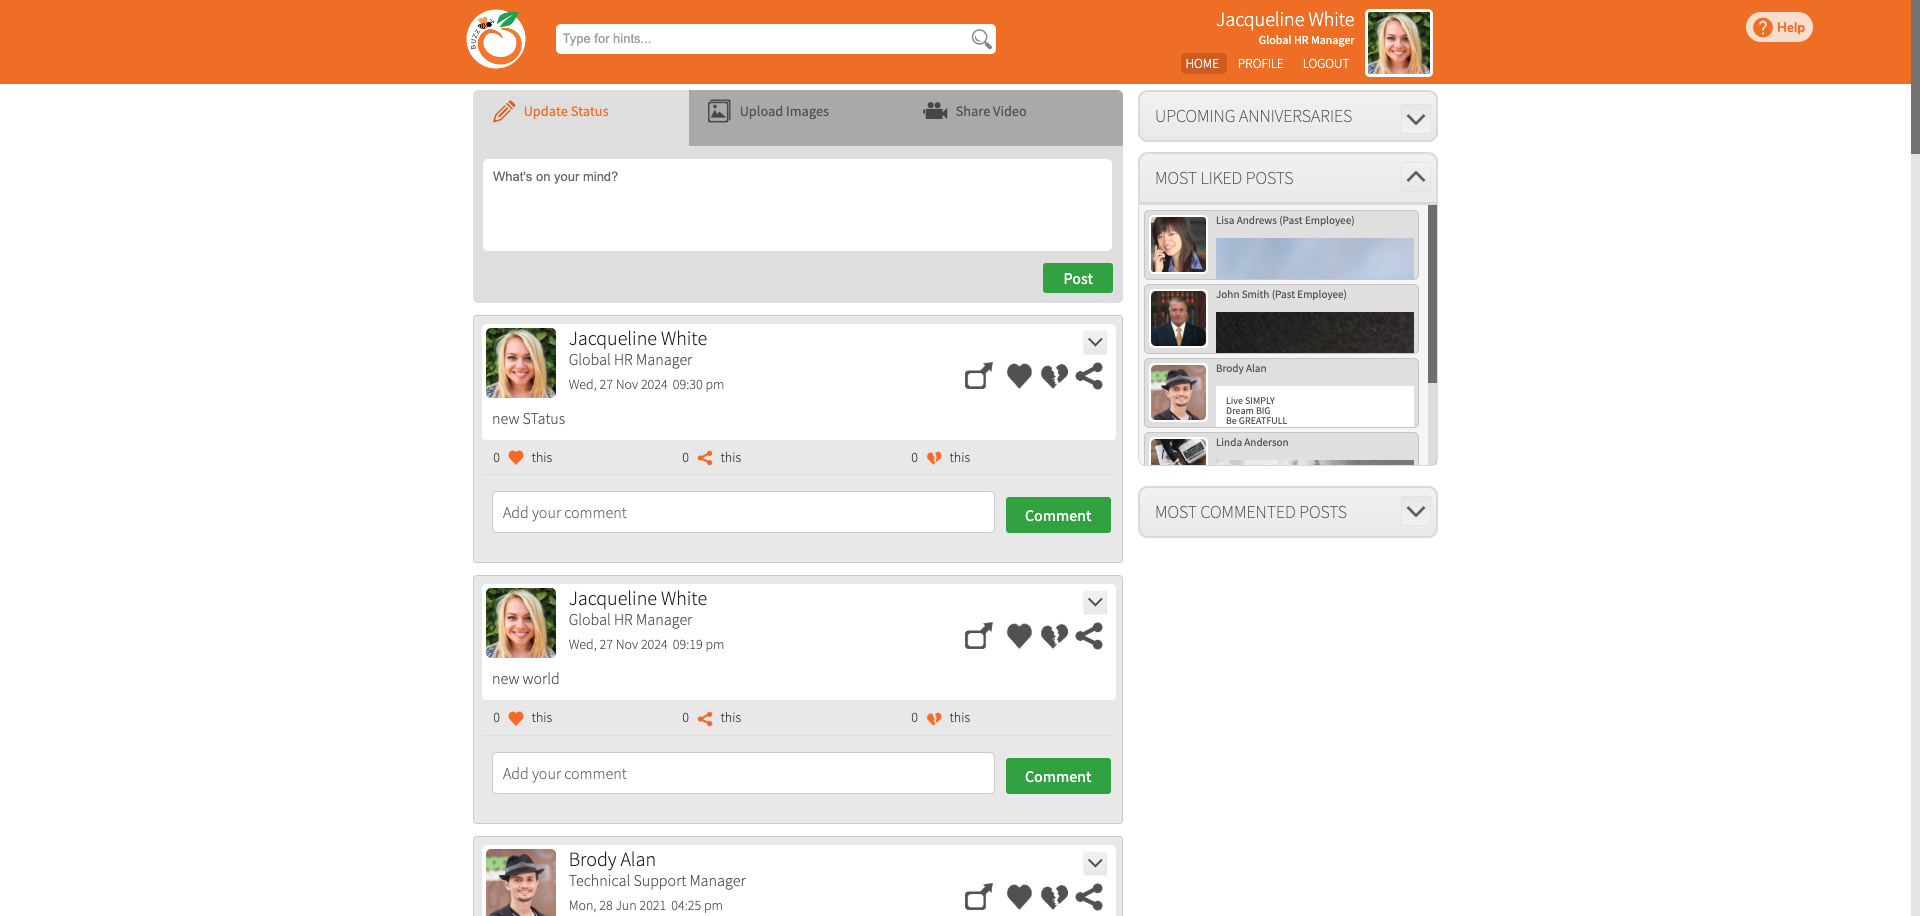 BUZZ
Type for hints...
Jacqueline White
Global HR Manager
HOME PROFILE LOGOUT
Help
Update Status
Upload Images
Share Video
What's on your mind?
Post
Jacqueline White
Global HR Manager
Wed, 27 Nov 2024 09:30 pm
new STatus
0 this
0 this
0 this
Add your comment
Comment
Jacqueline White
Global HR Manager
Wed, 27 Nov 2024 09:19 pm
new world
0 this
0 this
0 this
Add your comment
Comment
Brody Alan
Technical Support Manager
Mon, 28 Jun 2021 04:25 pm
UPCOMING ANNIVERSARIES
MOST LIKED POSTS
Lisa Andrews (Past Employee)
John Smith (Past Employee)
Brody Alan
Live SIMPLY
Dream BIG
Be GREATFULL
Linda Anderson
MOST COMMENTED POSTS